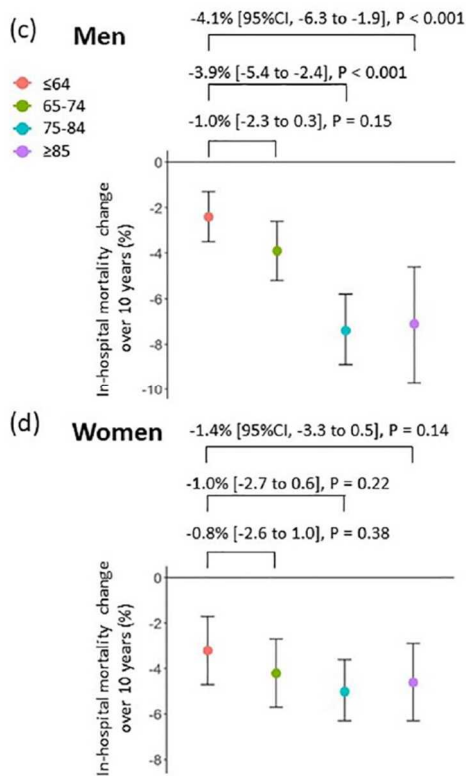 (c)
Men
-4.1% [95%CI, -6.3 to -1.9], P < 0.001
-3.9% [-5.4 to -2.4], P < 0.001
-1.0% [-2.3 to 0.3], P = 0.15
≤64
65-74
75-84
≥85
In-hospital mortality change
over 10 years (%)
0
-2
-4
-6
-8
-10
(d)
Women
-1.4% [95%CI, -3.3 to 0.5], P = 0.14
-1.0% [-2.7 to 0.6], P = 0.22
-0.8% [-2.6 to 1.0], P = 0.38
In-hospital mortality change
over 10 years (%)
0
-2
-4
-6
-8